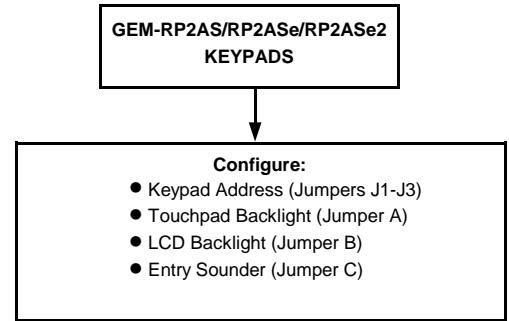 GEM-RP2AS/RP2ASe/RP2ASe2
KEYPADS
Configure:
● Keypad Address (Jumpers J1-J3)
● Touchpad Backlight (Jumper A)
● LCD Backlight (Jumper B)
● Entry Sounder (Jumper C)